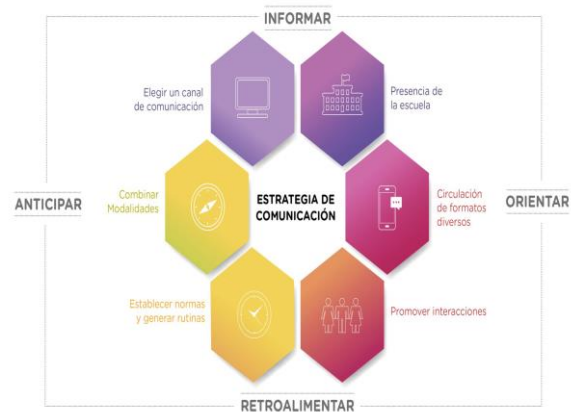 INFORMAR
Elegir un canal
de comunicación
Presencia de
la escuela
ANTICIPAR
Combinar
Modalidades
ESTRATEGIA DE
COMUNICACIÓN
Circulación
de formatos
diversos
ORIENTAR
Establecer normas
y generar rutinas
Promover interacciones
RETROALIMENTAR